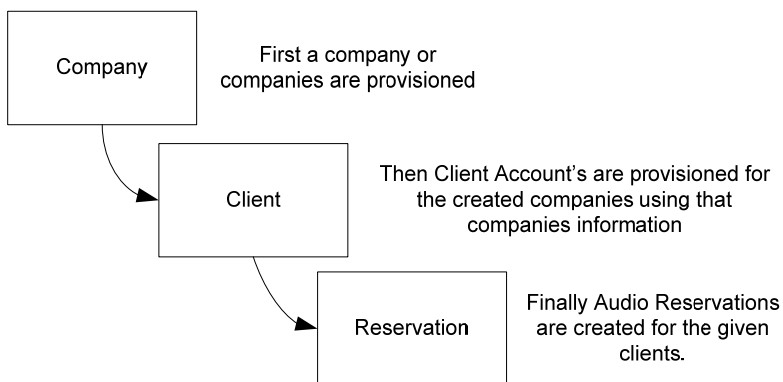 Company
First a company or
companies are provisioned
Client
Then Client Account's are provisioned for
the created companies using that
companies information
Reservation
Finally Audio Reservations
are created for the given
clients.